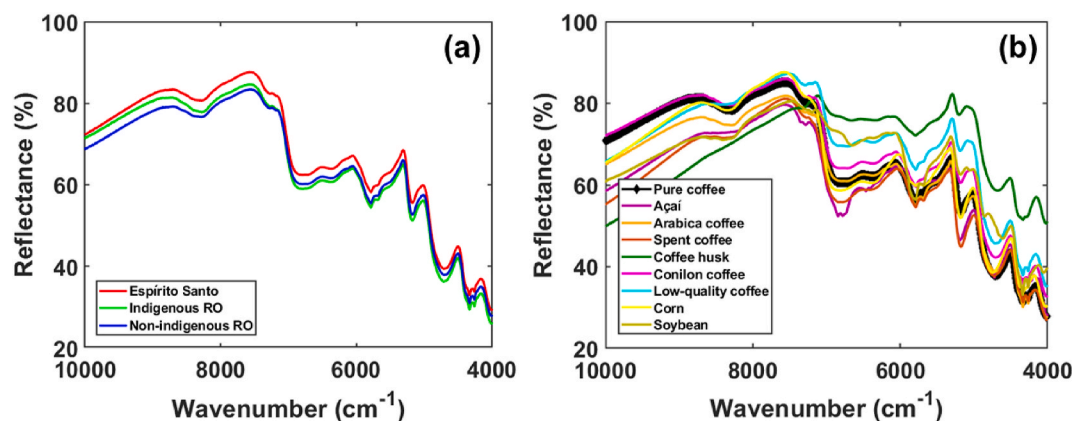 (a)
100
80
60
40
20
Reflectance (%)
Espírito Santo
Indigenous RO
Non-indigenous RO
10000 8000 6000 4000
Wavenumber (cm⁻¹)
(b)
100
80
60
40
20
Reflectance (%)
Pure coffee
Açaí
Arabica coffee
Spent coffee
Coffee husk
Conilon coffee
Low-quality coffee
Corn
Soybean
10000 8000 6000 4000
Wavenumber (cm⁻¹)